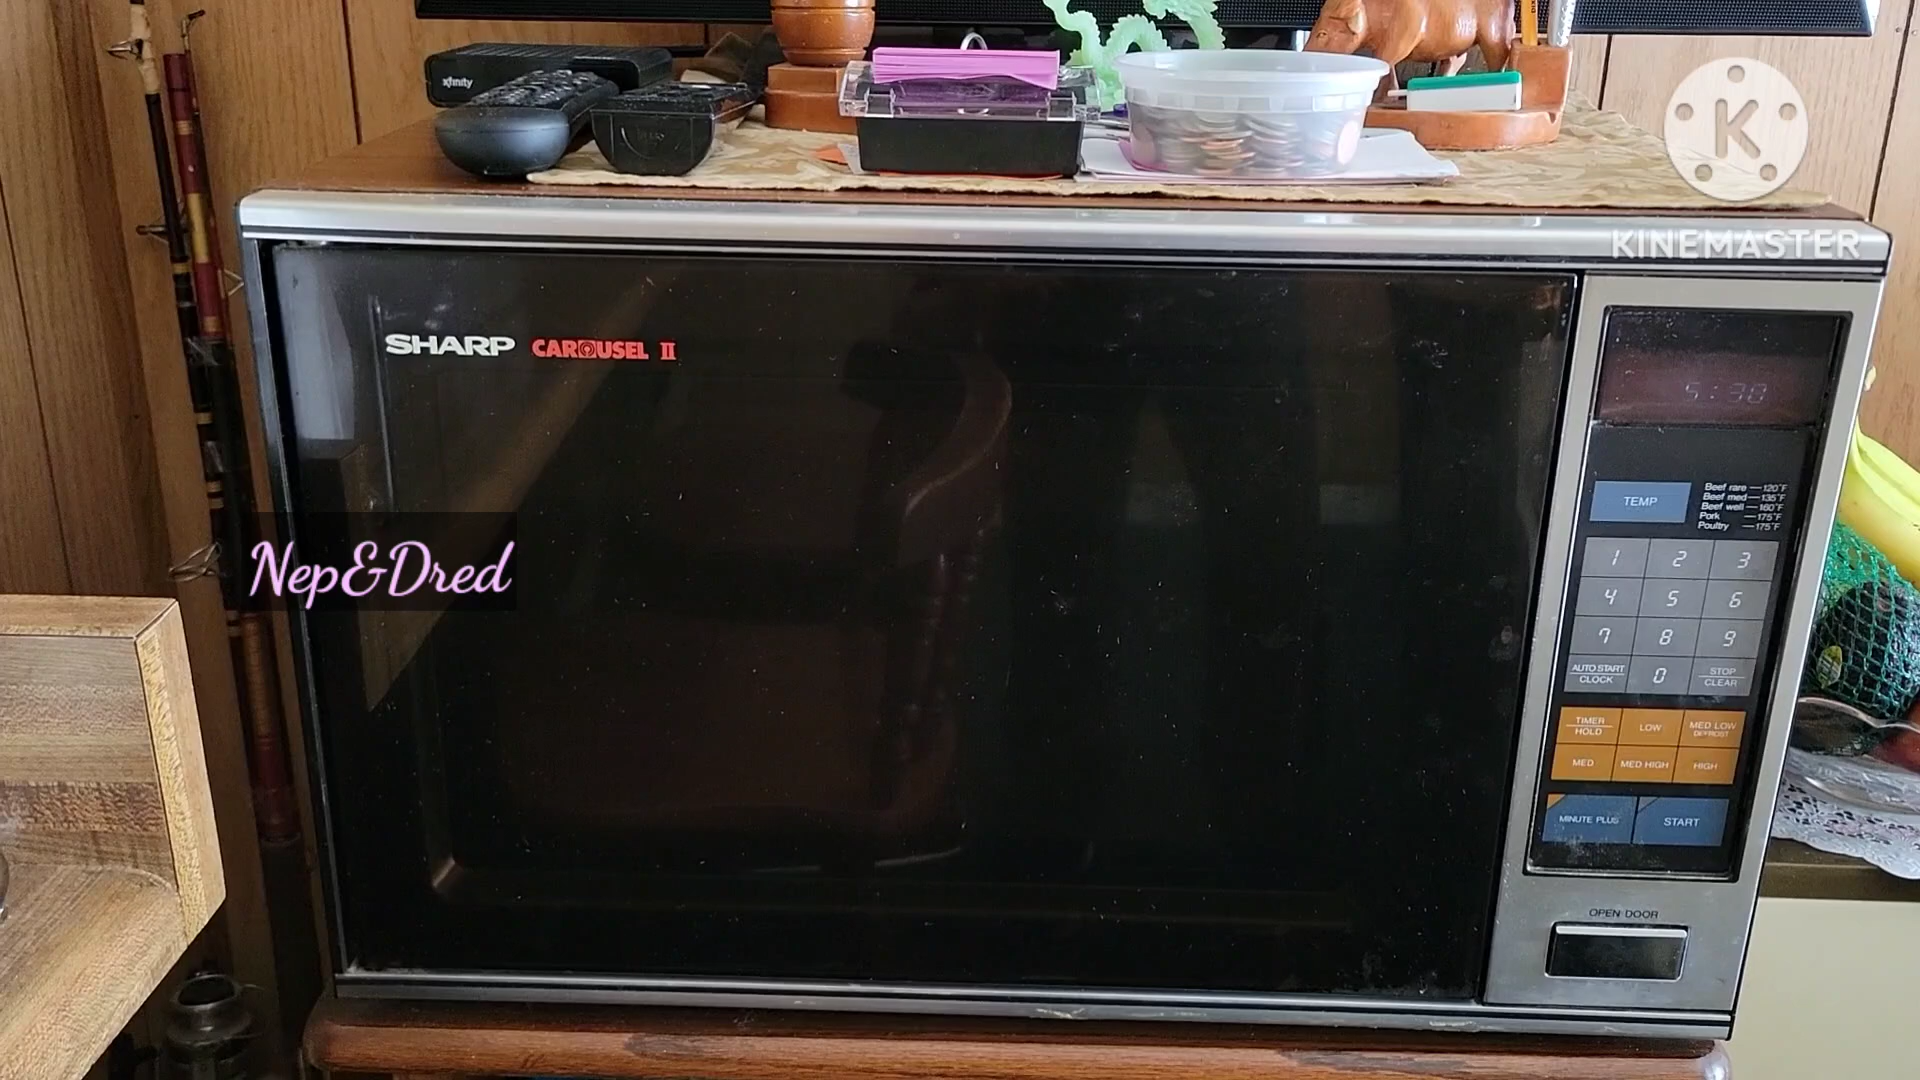 xfinity
KINEMASTER
SHARP CAROUSEL II
5:38
TEMP
Beef rare — 120°F
Beef med — 135°F
Beef well — 160°F
Pork — 175°F
Poultry — 175°F
1 2 3
4 5 6
7 8 9
AUTO START CLOCK 0 STOP CLEAR
Nep&Dred
TIMER HOLD LOW MED LOW DEFROST
MED MED HIGH HIGH
MINUTE PLUS START
OPEN DOOR